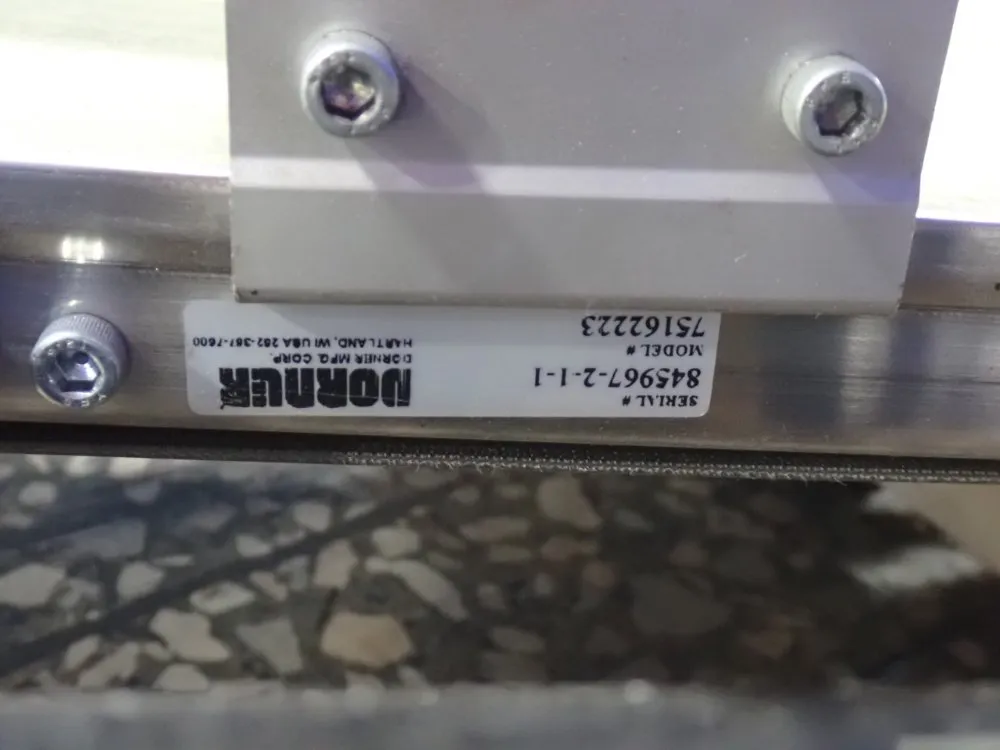 SERIAL #
845967-2-1-1
MODEL #
75162223
DORNER
DORNER MFG. CORP.
HARTLAND, WI USA 262-367-7600